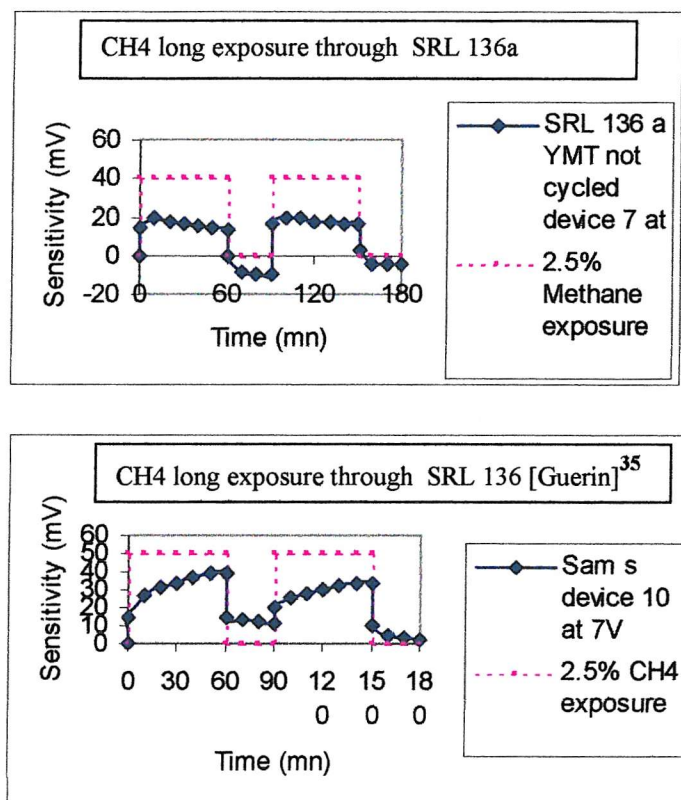 CH4 long exposure through SRL 136a
60
40
20
0
-20
0
60
120
180
Sensitivity (mV)
Time (mn)
SRL 136 a
YMT not
cycled
device 7 at
2.5%
Methane
exposure
CH4 long exposure through SRL 136 [Guerin]35
60
50
40
30
20
10
0
0 30 60 90 12 15 18
0 0 0
Sensitivity (mV)
Time (mn)
Sam s
device 10
at 7V
2.5% CH4
exposure